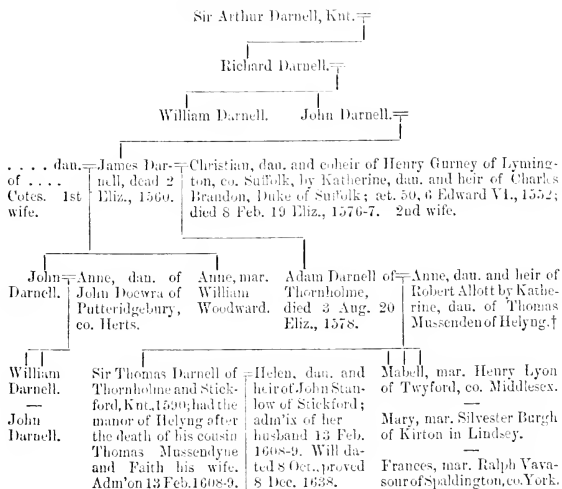 Sir Arthur Darnell, Knt.
Richard Darnell.
William Darnell. John Darnell.
. . . . dan.
of . . . .
Cotes. 1st
wife.
James Dar-
nell, dead 2
Eliz., 1560.
Christian, dau. and coheir of Henry Gurney of Lyming-
ton, co. Suffolk, by Katherine, dau. and heir of Charles
Brandon, Duke of Suffolk; æt. 50, 6 Edward VI., 1552;
died 8 Feb. 19 Eliz., 1576-7. 2nd wife.
John
Darnell.
Anne, dau. of
John Docwra of
Putteridgebury,
co. Herts.
Anne, mar.
William
Woodward.
Adam Darnell of
Thornholme,
died 3 Aug. 20
Eliz., 1578.
Anne, dau. and heir of
Robert Allott by Kathe-
rine, dau. of Thomas
Mussenden of Helyng.†
William
Darnell.
—
John
Darnell.
Sir Thomas Darnell of
Thornholme and Stick-
ford, Knt., 1590; had the
manor of Helyng after
the death of his cousin
Thomas Mussendyne
and Faith his wife.
Adm'on 13 Feb. 1608-9.
Helen, dau. and
heir of John Stan-
low of Stickford;
adm'ix of her
husband 13 Feb.
1608-9. Will da-
ted 8 Oct., proved
8 Dec. 1638.
Mabell, mar. Henry Lyon
of Twyford, co. Middlesex.
—
Mary, mar. Silvester Burgh
of Kirton in Lindsey.
—
Frances, mar. Ralph Vava-
sour of Spaldington, co. York.